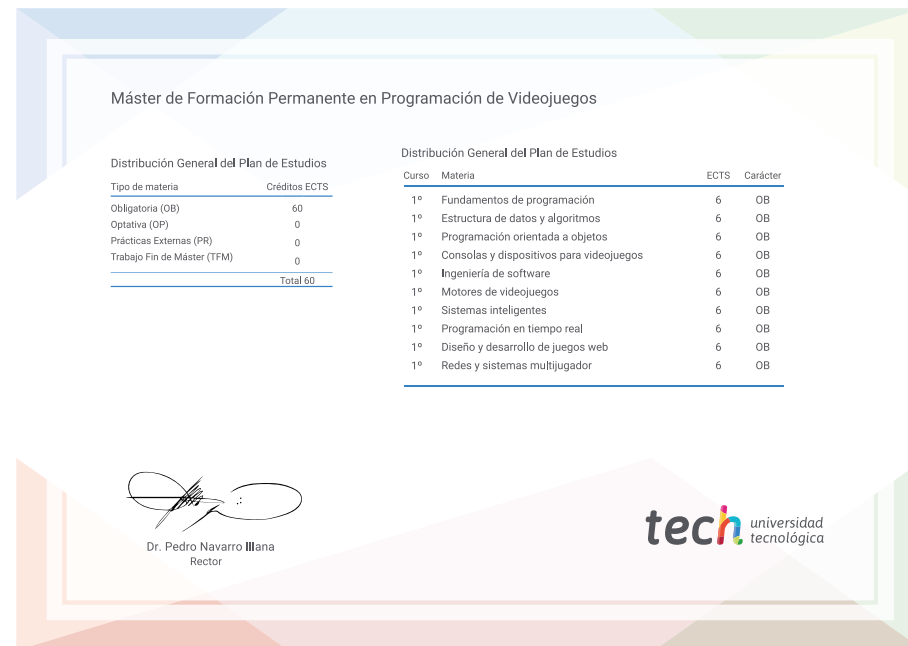 Máster de Formación Permanente en Programación de Videojuegos
Distribución General del Plan de Estudios
Tipo de materia Créditos ECTS
Obligatoria (OB) 60
Optativa (OP) 0
Prácticas Externas (PR) 0
Trabajo Fin de Máster (TFM) 0
Total 60
Distribución General del Plan de Estudios
Curso Materia ECTS Carácter
1º Fundamentos de programación 6 OB
1º Estructura de datos y algoritmos 6 OB
1º Programación orientada a objetos 6 OB
1º Consolas y dispositivos para videojuegos 6 OB
1º Ingeniería de software 6 OB
1º Motores de videojuegos 6 OB
1º Sistemas inteligentes 6 OB
1º Programación en tiempo real 6 OB
1º Diseño y desarrollo de juegos web 6 OB
1º Redes y sistemas multijugador 6 OB
Dr. Pedro Navarro Illana
Rector
tech universidad
tecnológica